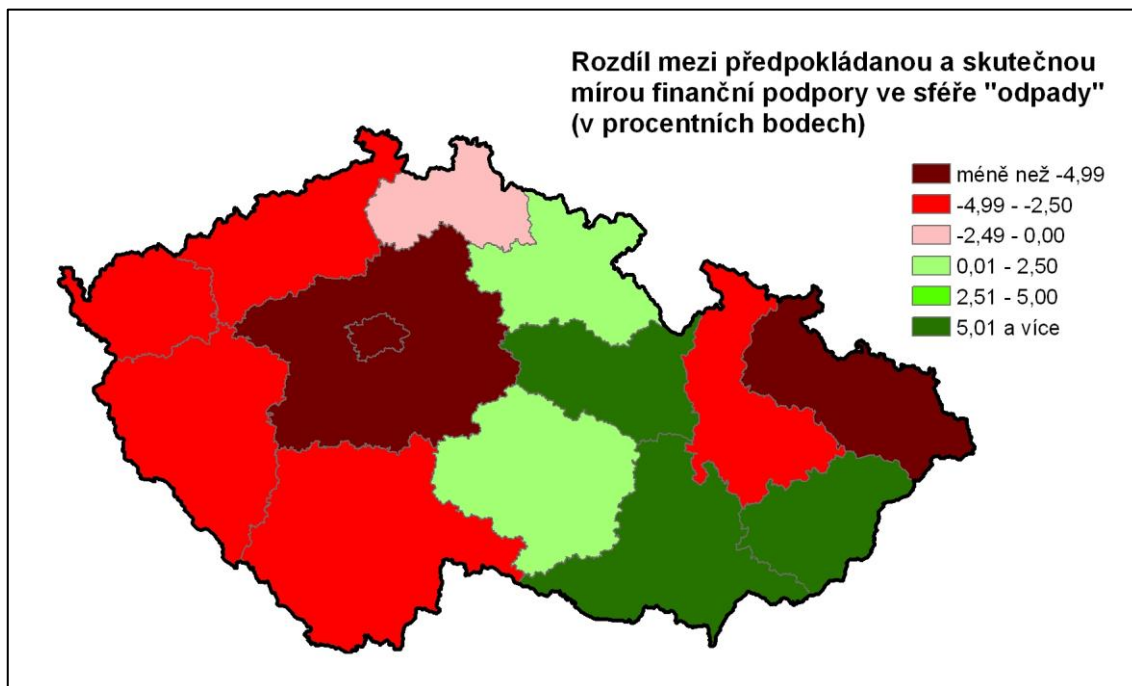 Rozdíl mezi předpokládanou a skutečnou
mírou finanční podpory ve sféře "odpady"
(v procentních bodech)
méně než -4,99
-4,99 - -2,50
-2,49 - 0,00
0,01 - 2,50
2,51 - 5,00
5,01 a více